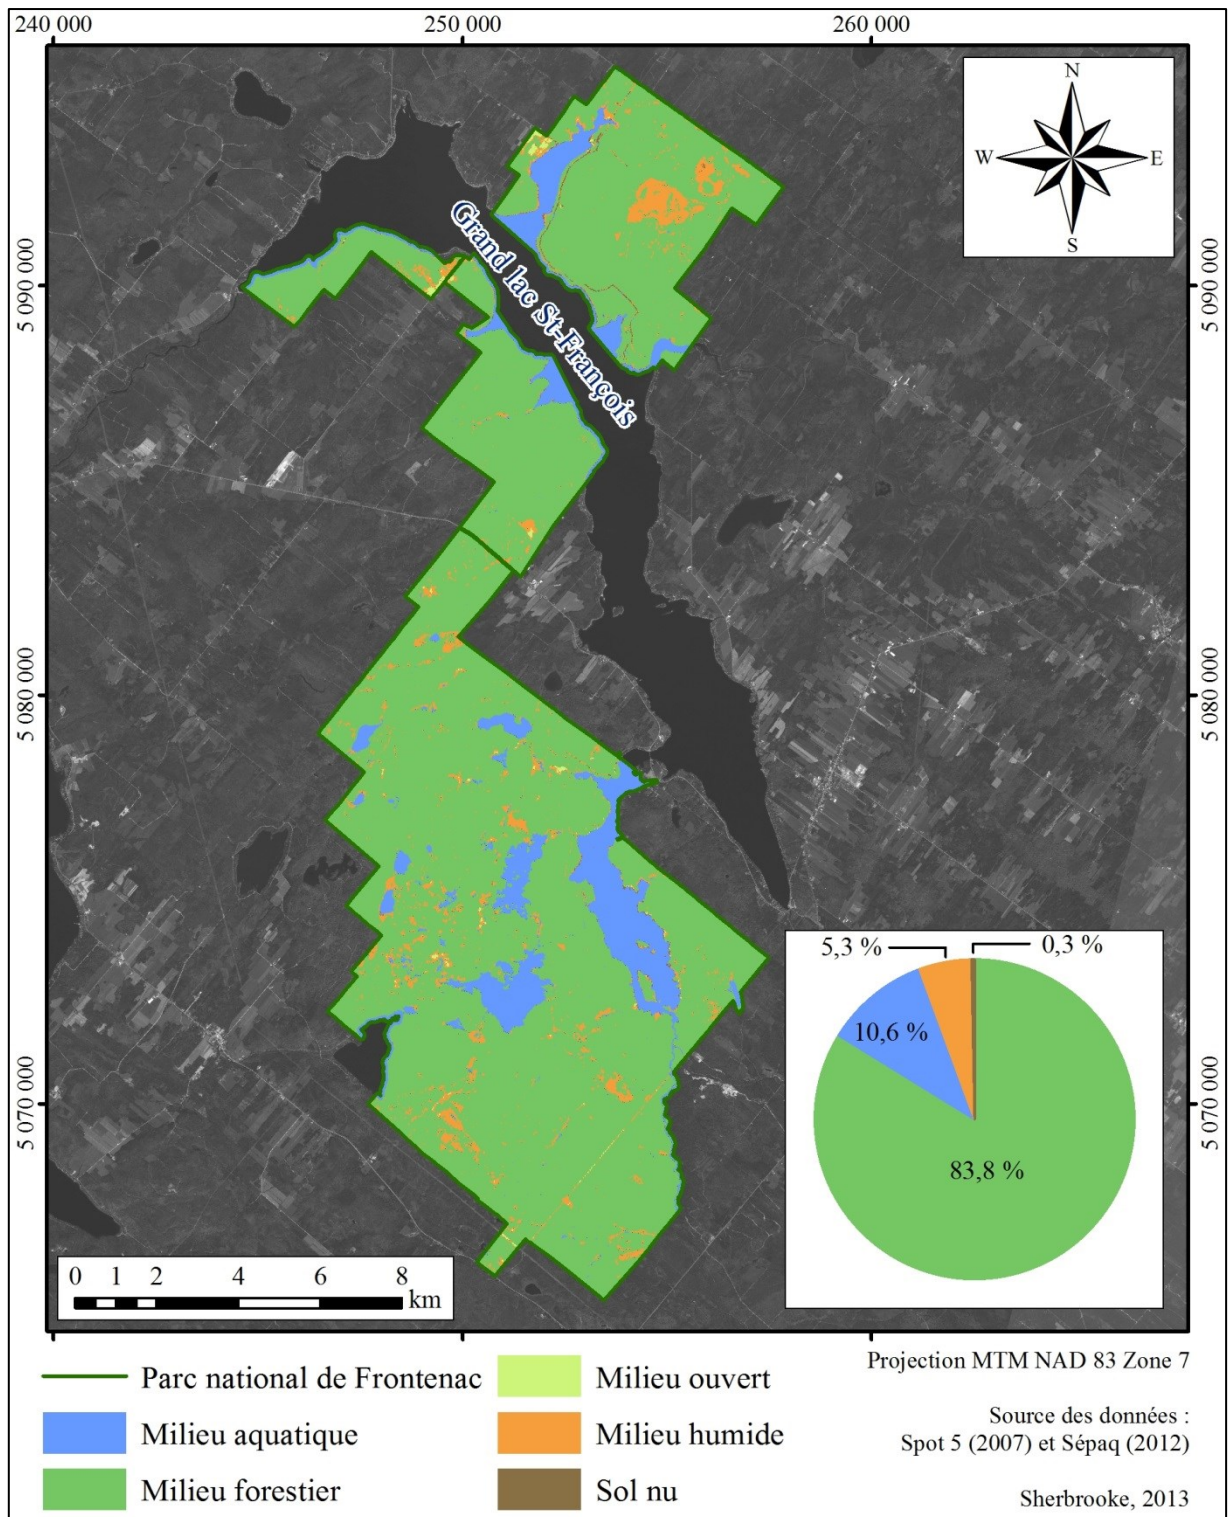 240 000 250 000 260 000
N
W E
S
Grand lac St-François
5 090 000 5 090 000
5 080 000 5 080 000
5 070 000 5 070 000
5,3 % 0,3 %
10,6 %
83,8 %
0 1 2 4 6 8
km
Parc national de Frontenac
Milieu aquatique
Milieu forestier
Milieu ouvert
Milieu humide
Sol nu
Projection MTM NAD 83 Zone 7
Source des données :
Spot 5 (2007) et Sépaq (2012)
Sherbrooke, 2013